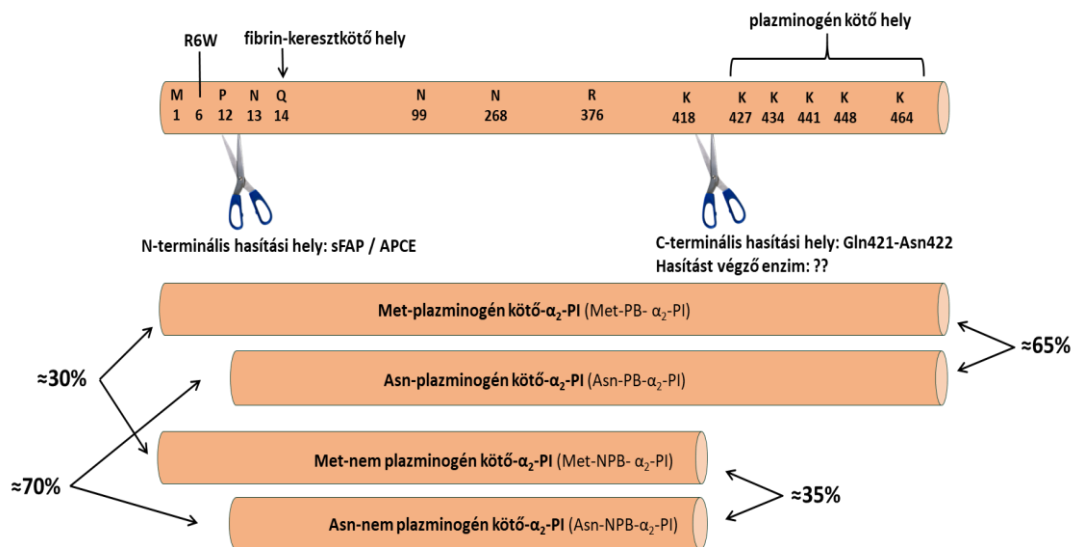 plazminogén kötő hely
R6W
fibrin-keresztkötő hely
M P N Q N N R K K K K K K
1 6 12 13 14 99 268 376 418 427 434 441 448 464
N-terminális hasítási hely: sFAP / APCE
C-terminális hasítási hely: Gln421-Asn422
Hasítást végző enzim: ??
Met-plazminogén kötő-α₂-PI (Met-PB- α₂-PI)
≈65%
≈30%
Asn-plazminogén kötő-α₂-PI (Asn-PB-α₂-PI)
Met-nem plazminogén kötő-α₂-PI (Met-NPB- α₂-PI)
≈70%
≈35%
Asn-nem plazminogén kötő-α₂-PI (Asn-NPB-α₂-PI)